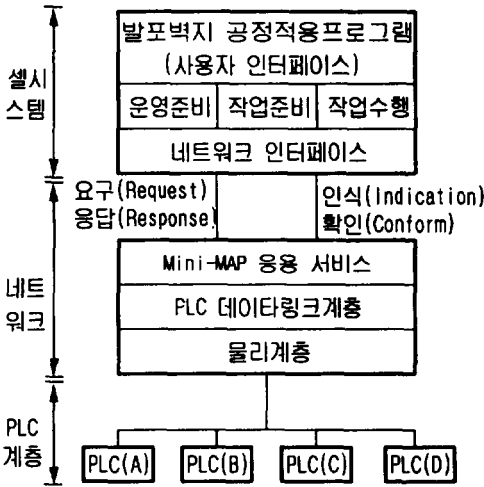 발포벽지 공정적용프로그램
(사용자 인터페이스)
셀시
스템
운영준비 작업준비 작업수행
네트워크 인터페이스
요구(Request)
응답(Response)
인식(Indication)
확인(Conform)
네트
워크
Mini-MAP 응용 서비스
PLC 데이타링크계층
물리계층
PLC
계층
PLC(A) PLC(B) PLC(C) PLC(D)